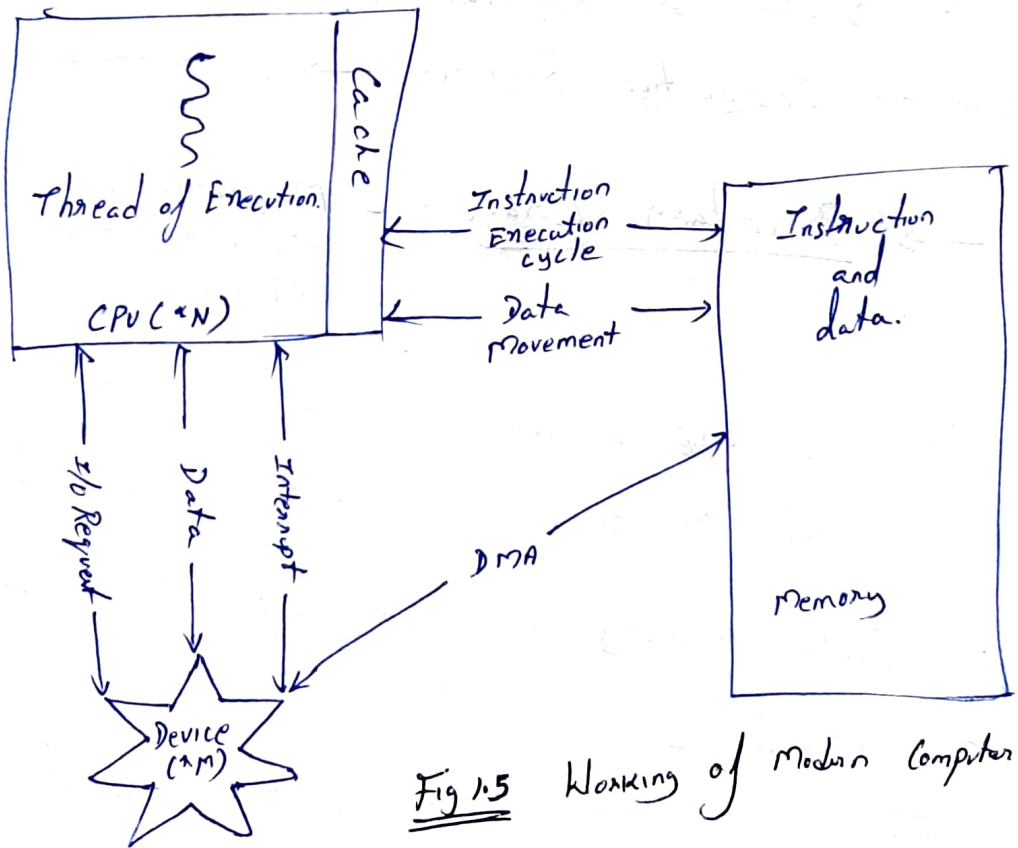 Cache
Thread of Execution.
CPU (*N)
Instruction
Execution
cycle
Data
Movement
Instruction
and
data.
Memory
I/O Request
Data
Interrupt
DMA
Device
(*M)
Fig 1.5 Working of Modern Computer